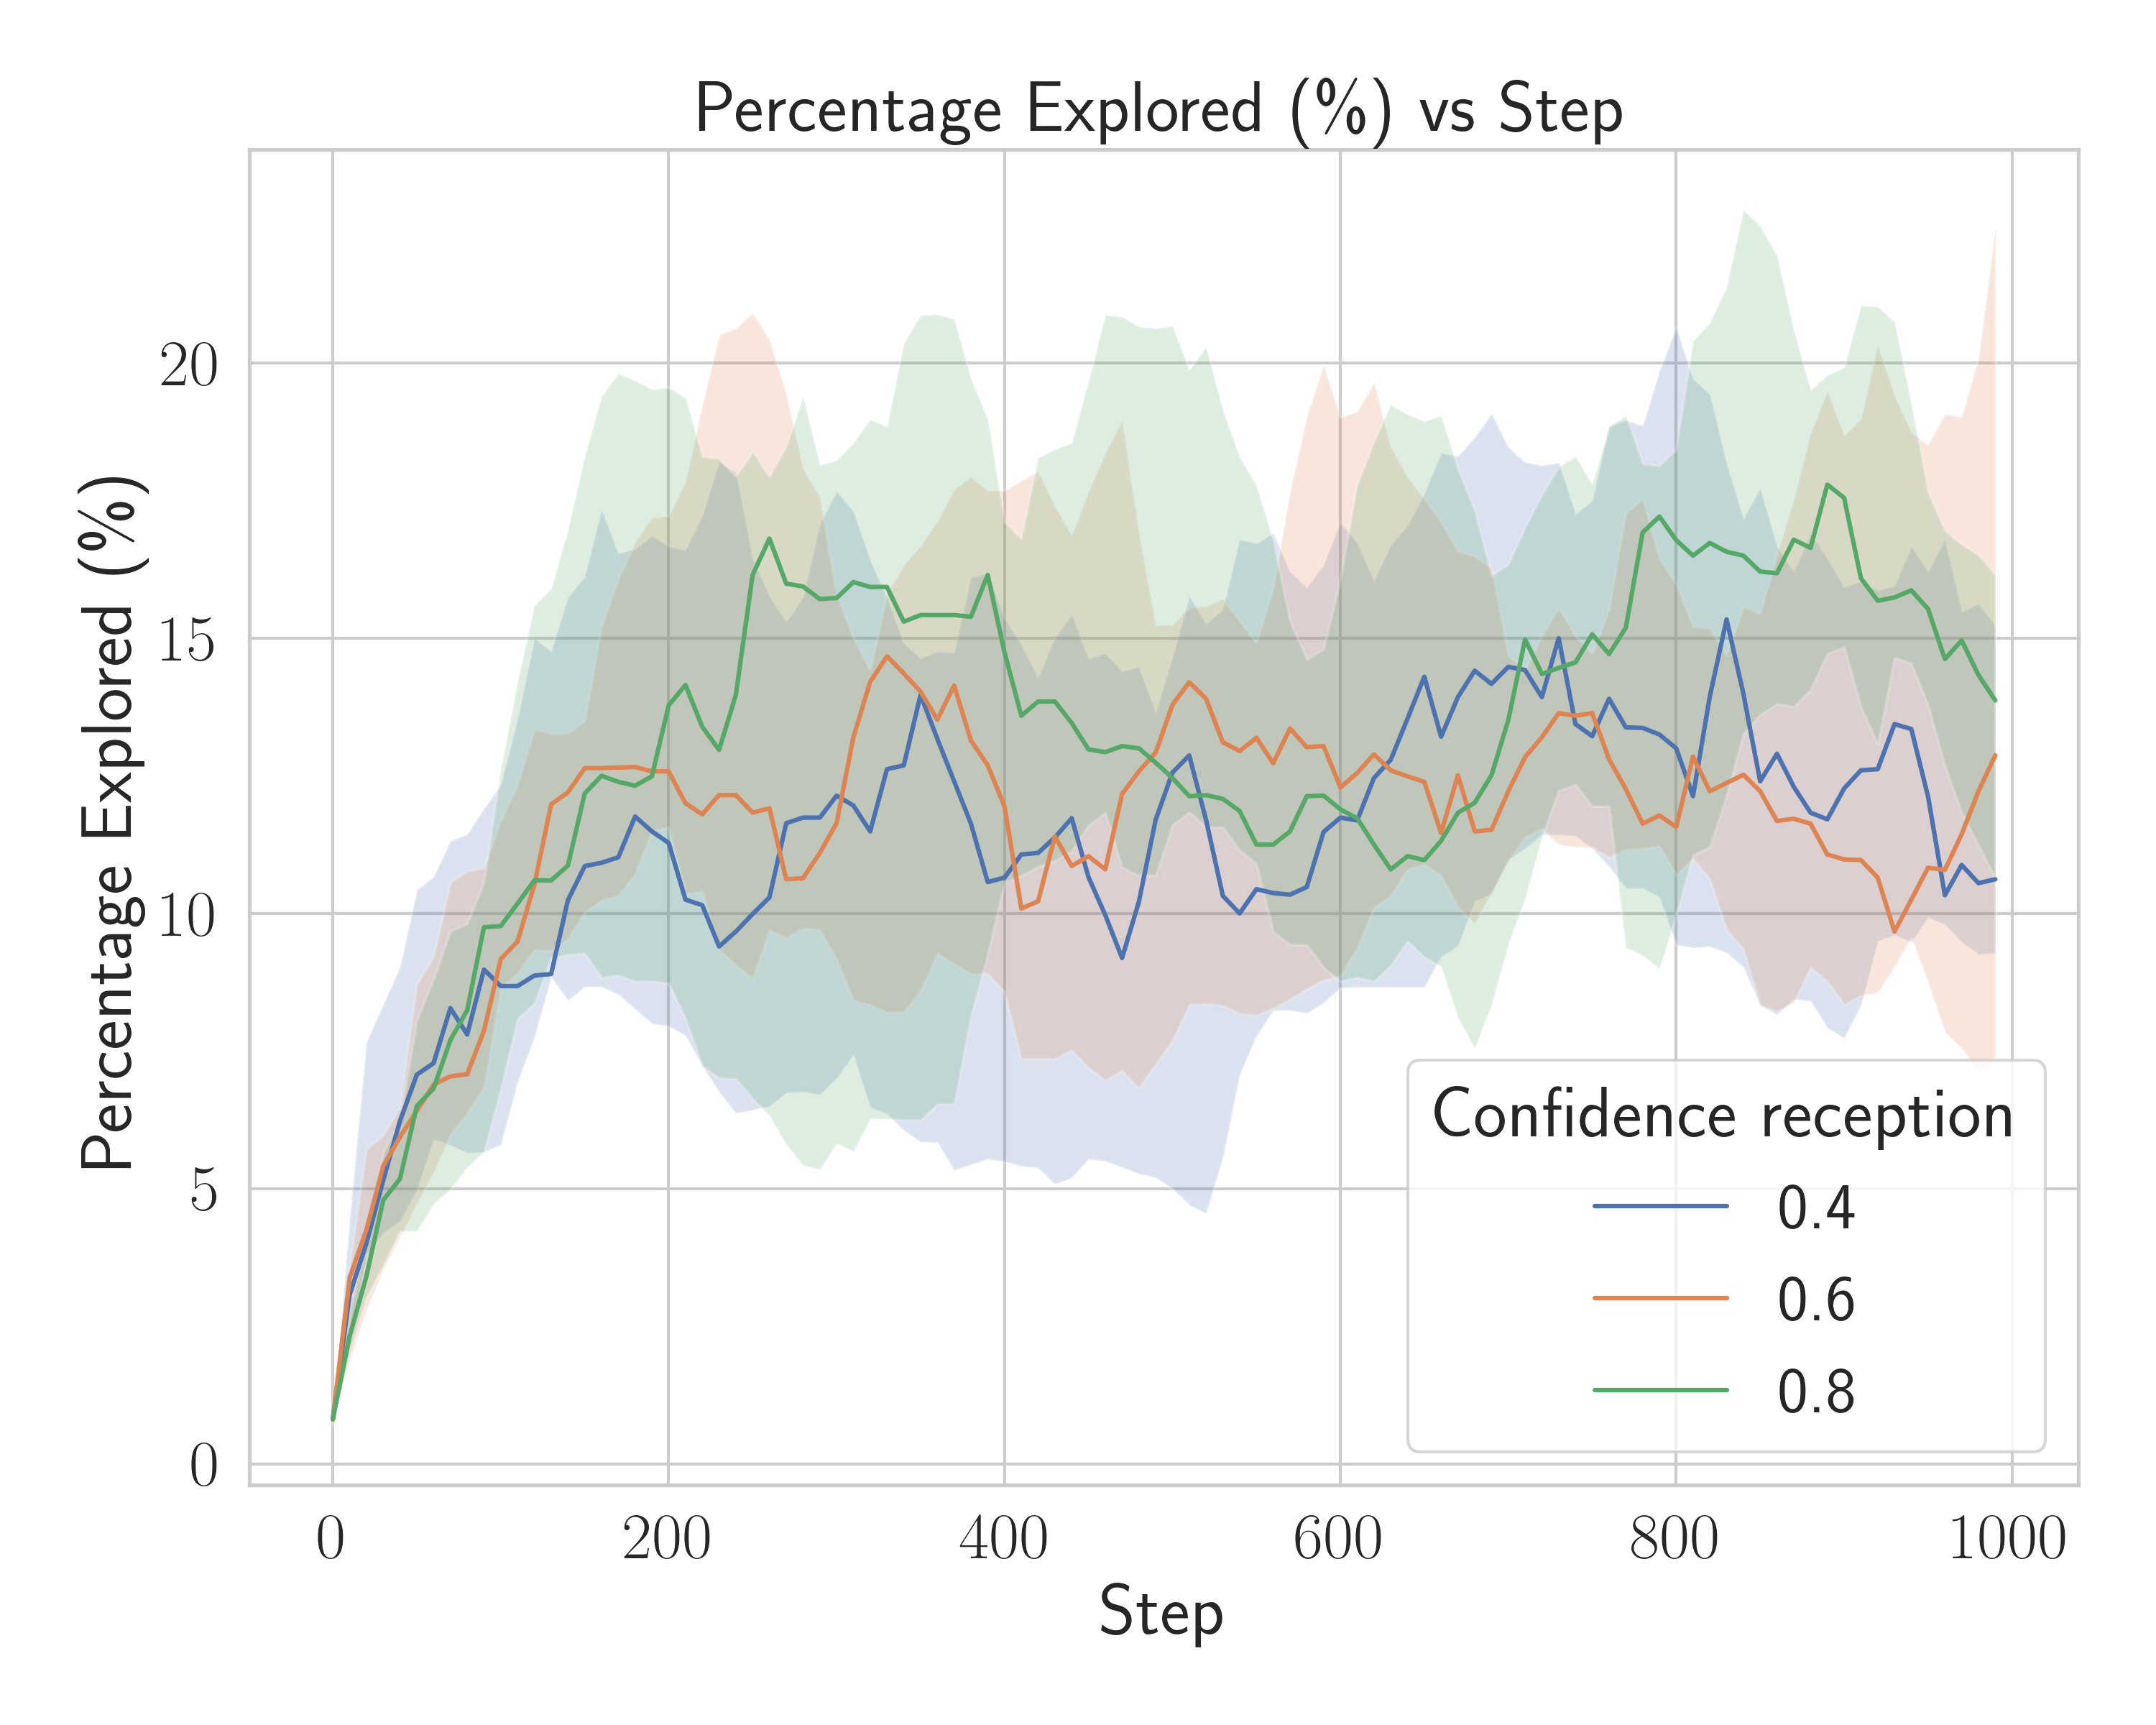 Percentage Explored (%) vs Step
Percentage Explored (%)
20
15
10
5
0
0 200 400 600 800 1000
Step
Confidence reception
0.4
0.6
0.8